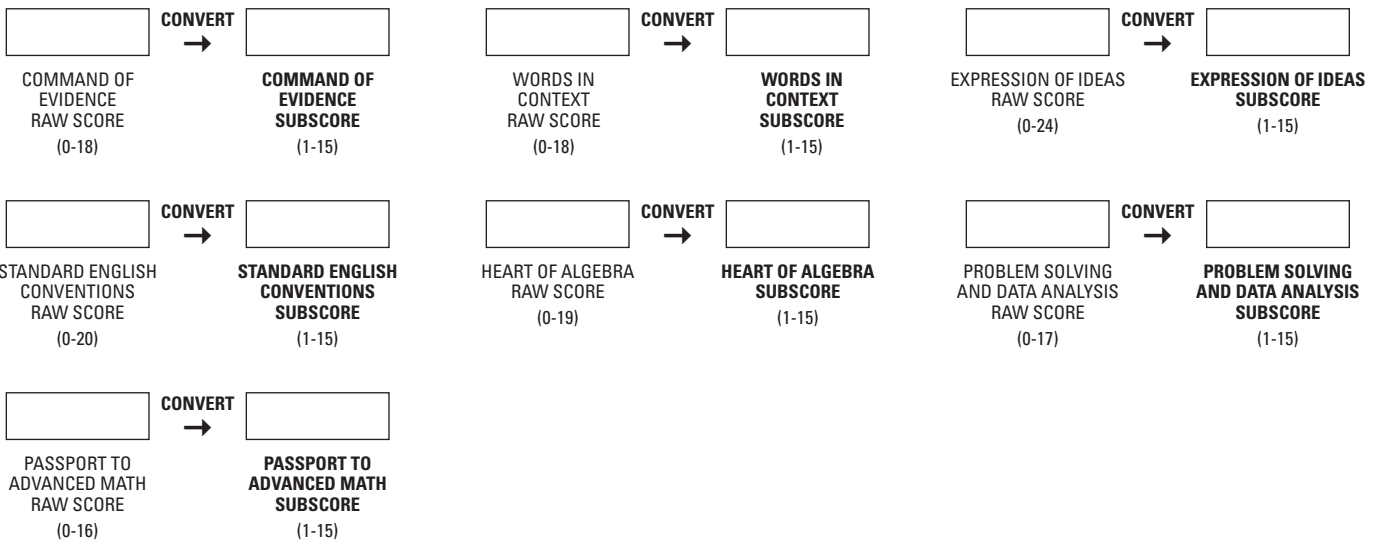 CONVERT
→
COMMAND OF
EVIDENCE
RAW SCORE
(0-18)
COMMAND OF
EVIDENCE
SUBSCORE
(1-15)
CONVERT
→
WORDS IN
CONTEXT
RAW SCORE
(0-18)
WORDS IN
CONTEXT
SUBSCORE
(1-15)
CONVERT
→
EXPRESSION OF IDEAS
RAW SCORE
(0-24)
EXPRESSION OF IDEAS
SUBSCORE
(1-15)
CONVERT
→
STANDARD ENGLISH
CONVENTIONS
RAW SCORE
(0-20)
STANDARD ENGLISH
CONVENTIONS
SUBSCORE
(1-15)
CONVERT
→
HEART OF ALGEBRA
RAW SCORE
(0-19)
HEART OF ALGEBRA
SUBSCORE
(1-15)
CONVERT
→
PROBLEM SOLVING
AND DATA ANALYSIS
RAW SCORE
(0-17)
PROBLEM SOLVING
AND DATA ANALYSIS
SUBSCORE
(1-15)
CONVERT
→
PASSPORT TO
ADVANCED MATH
RAW SCORE
(0-16)
PASSPORT TO
ADVANCED MATH
SUBSCORE
(1-15)